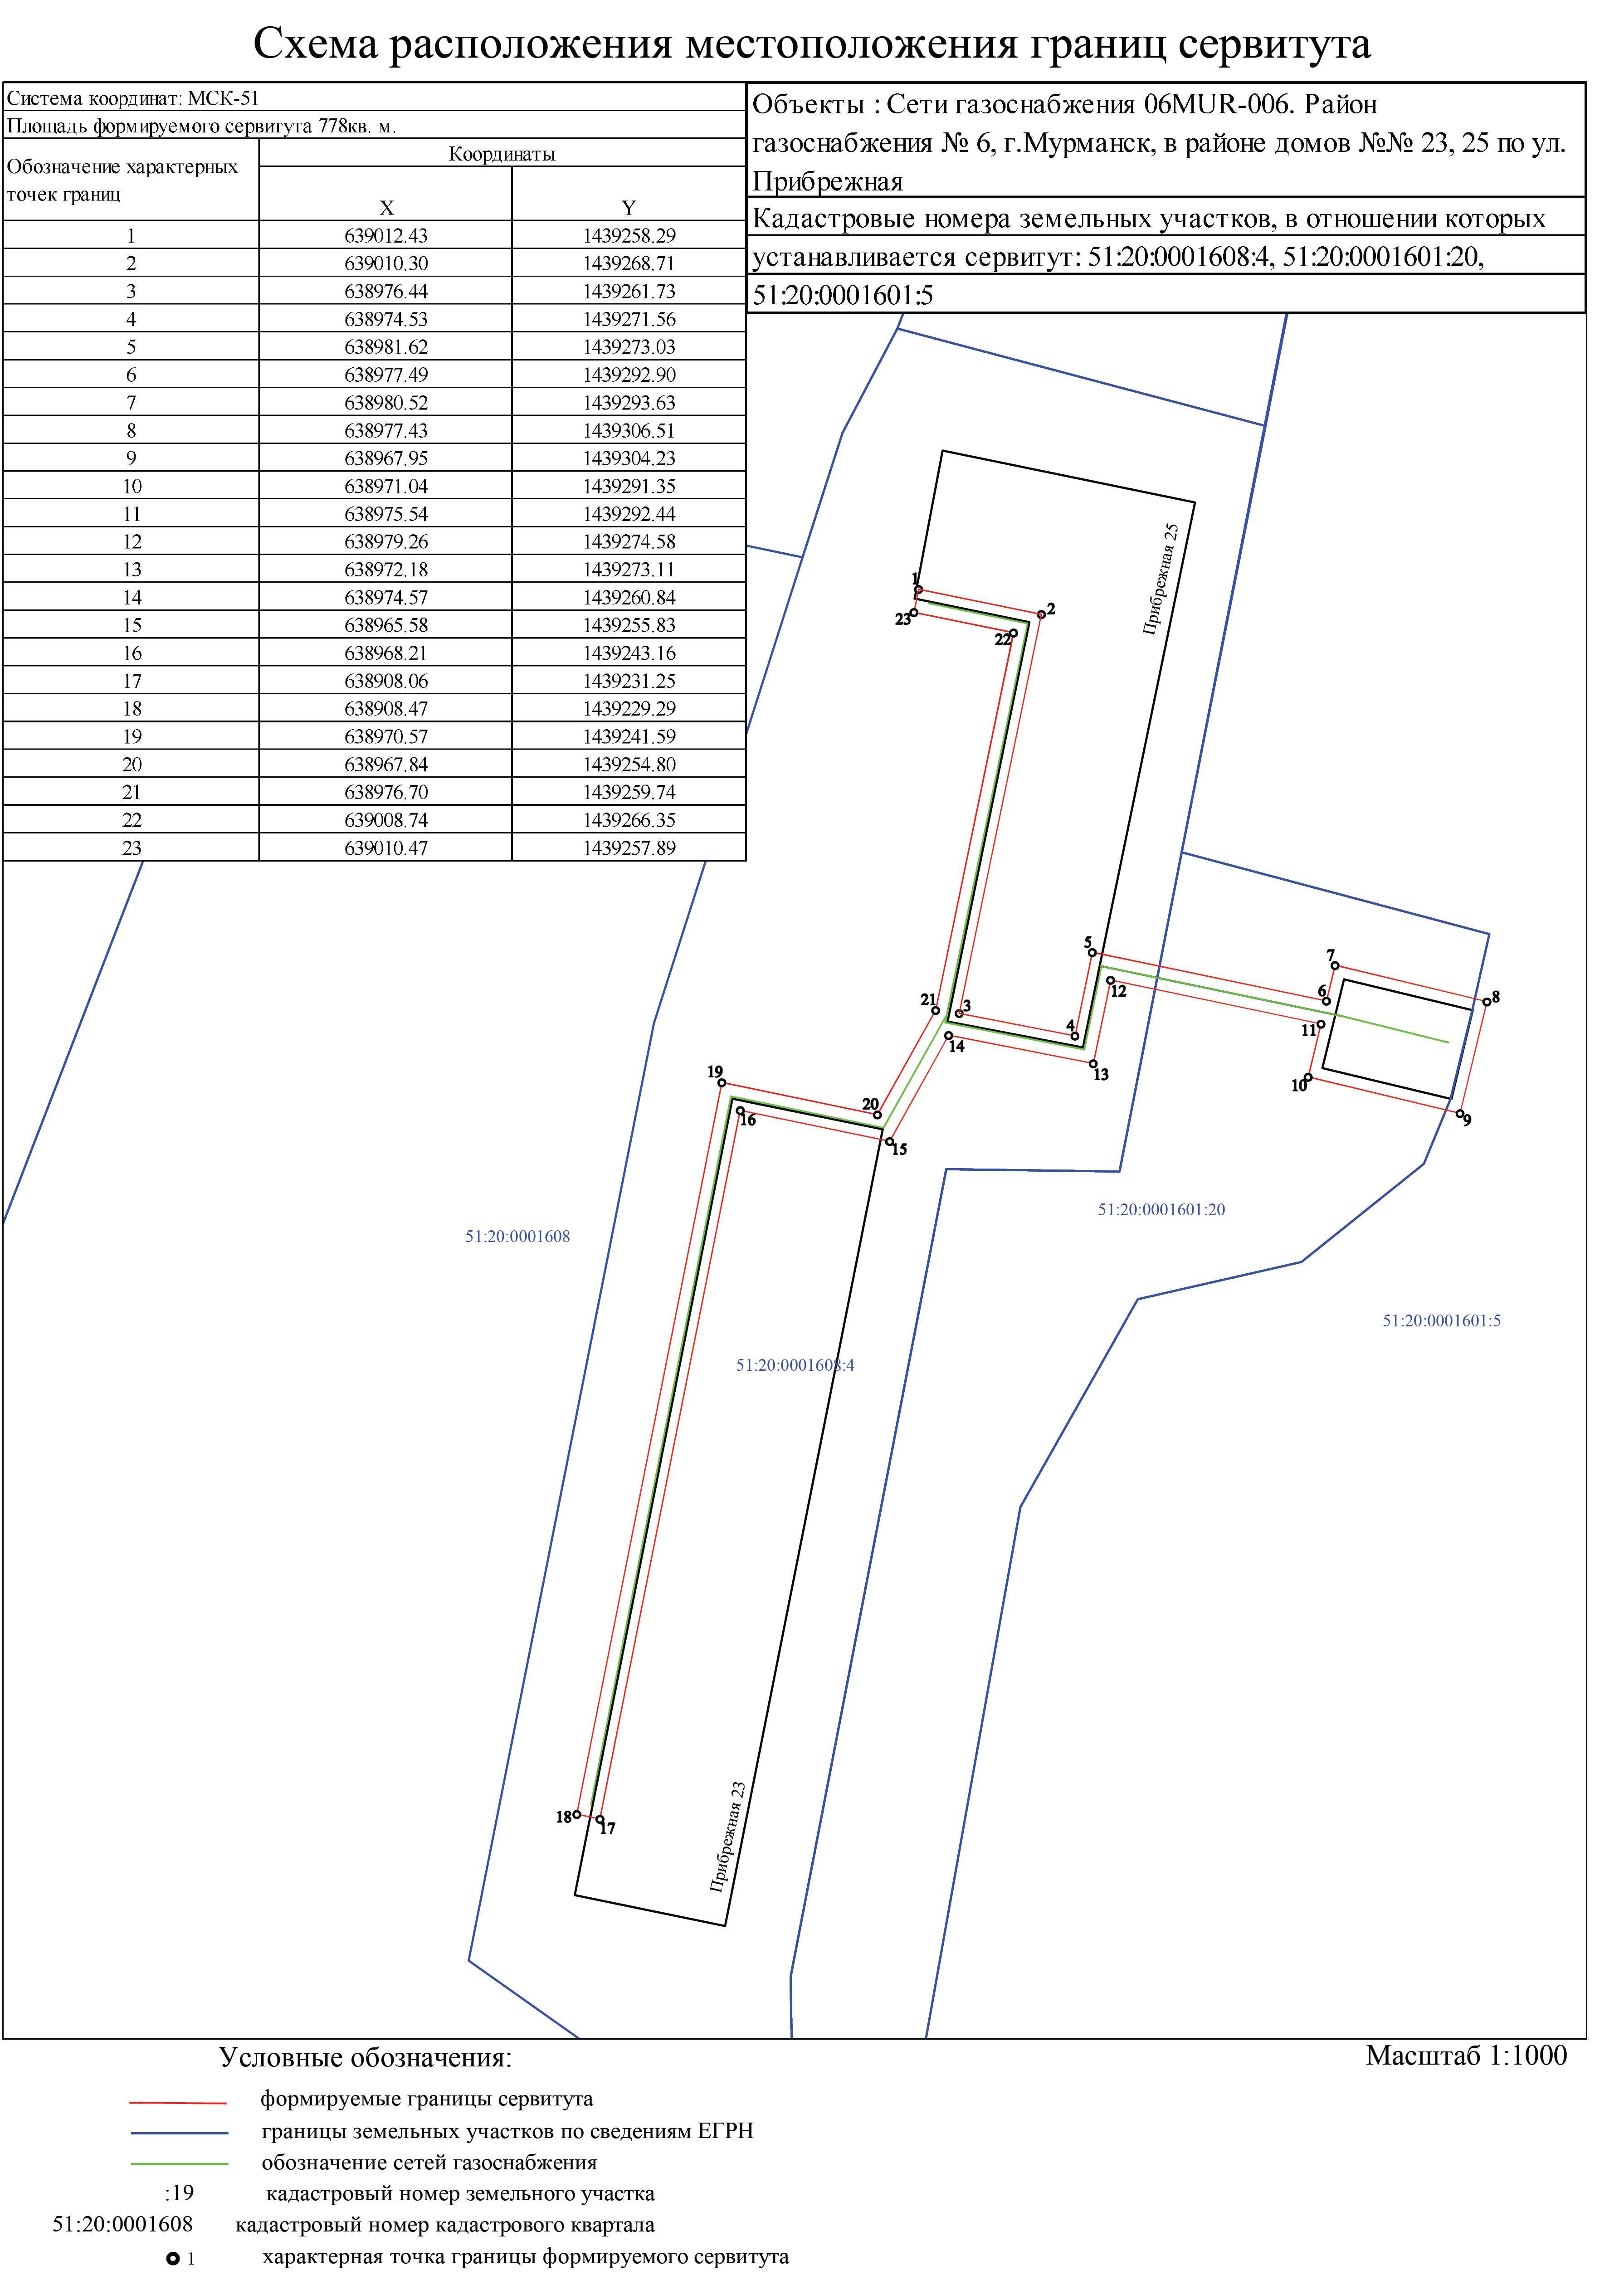 Схема расположения местоположения границ сервитута
Система координат: МСК-51
Площадь формируемого сервитута 778кв. м.
Обозначение характерных
точек границ
Координаты
X Y
1 639012.43 1439258.29
2 639010.30 1439268.71
3 638976.44 1439261.73
4 638974.53 1439271.56
5 638981.62 1439273.03
6 638977.49 1439292.90
7 638980.52 1439293.63
8 638977.43 1439306.51
9 638967.95 1439304.23
10 638971.04 1439291.35
11 638975.54 1439292.44
12 638979.26 1439274.58
13 638972.18 1439273.11
14 638974.57 1439260.84
15 638965.58 1439255.83
16 638968.21 1439243.16
17 638908.06 1439231.25
18 638908.47 1439229.29
19 638970.57 1439241.59
20 638967.84 1439254.80
21 638976.70 1439259.74
22 639008.74 1439266.35
23 639010.47 1439257.89
Объекты : Сети газоснабжения 06MUR-006. Район
газоснабжения № 6, г.Мурманск, в районе домов №№ 23, 25 по ул.
Прибрежная
Кадастровые номера земельных участков, в отношении которых
устанавливается сервитут: 51:20:0001608:4, 51:20:0001601:20,
51:20:0001601:5
Прибрежная 25
1
2
23
22
5
7
12
6
8
21
3
4
11
14
13
10
19
20
9
16
15
51:20:0001601:20
51:20:0001608
51:20:0001601:5
51:20:0001608:4
Прибрежная 23
18
17
Условные обозначения:
Масштаб 1:1000
формируемые границы сервитута
границы земельных участков по сведениям ЕГРН
обозначение сетей газоснабжения
:19 кадастровый номер земельного участка
51:20:0001608 кадастровый номер кадастрового квартала
1 характерная точка границы формируемого сервитута